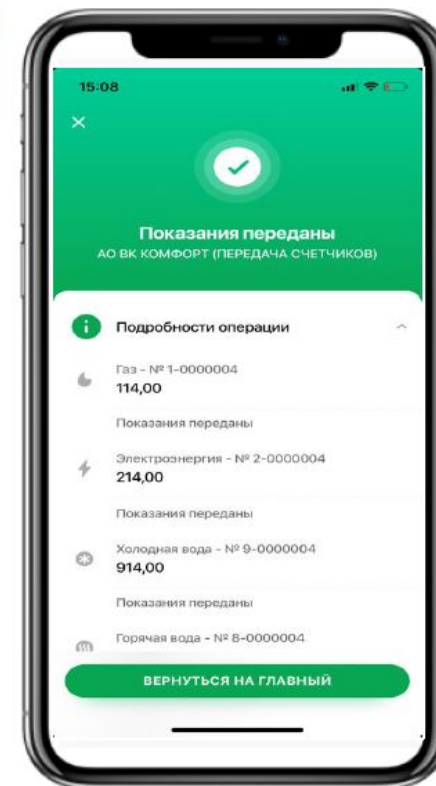 15:08
Показания переданы
АО ВК КОМФОРТ (ПЕРЕДАЧА СЧЕТЧИКОВ)
Подробности операции
Газ - № 1-0000004
114,00
Показания переданы
Электроэнергия - № 2-0000004
214,00
Показания переданы
Холодная вода - № 9-0000004
914,00
Показания переданы
Горячая вода - № 8-0000004
ВЕРНУТЬСЯ НА ГЛАВНЫЙ